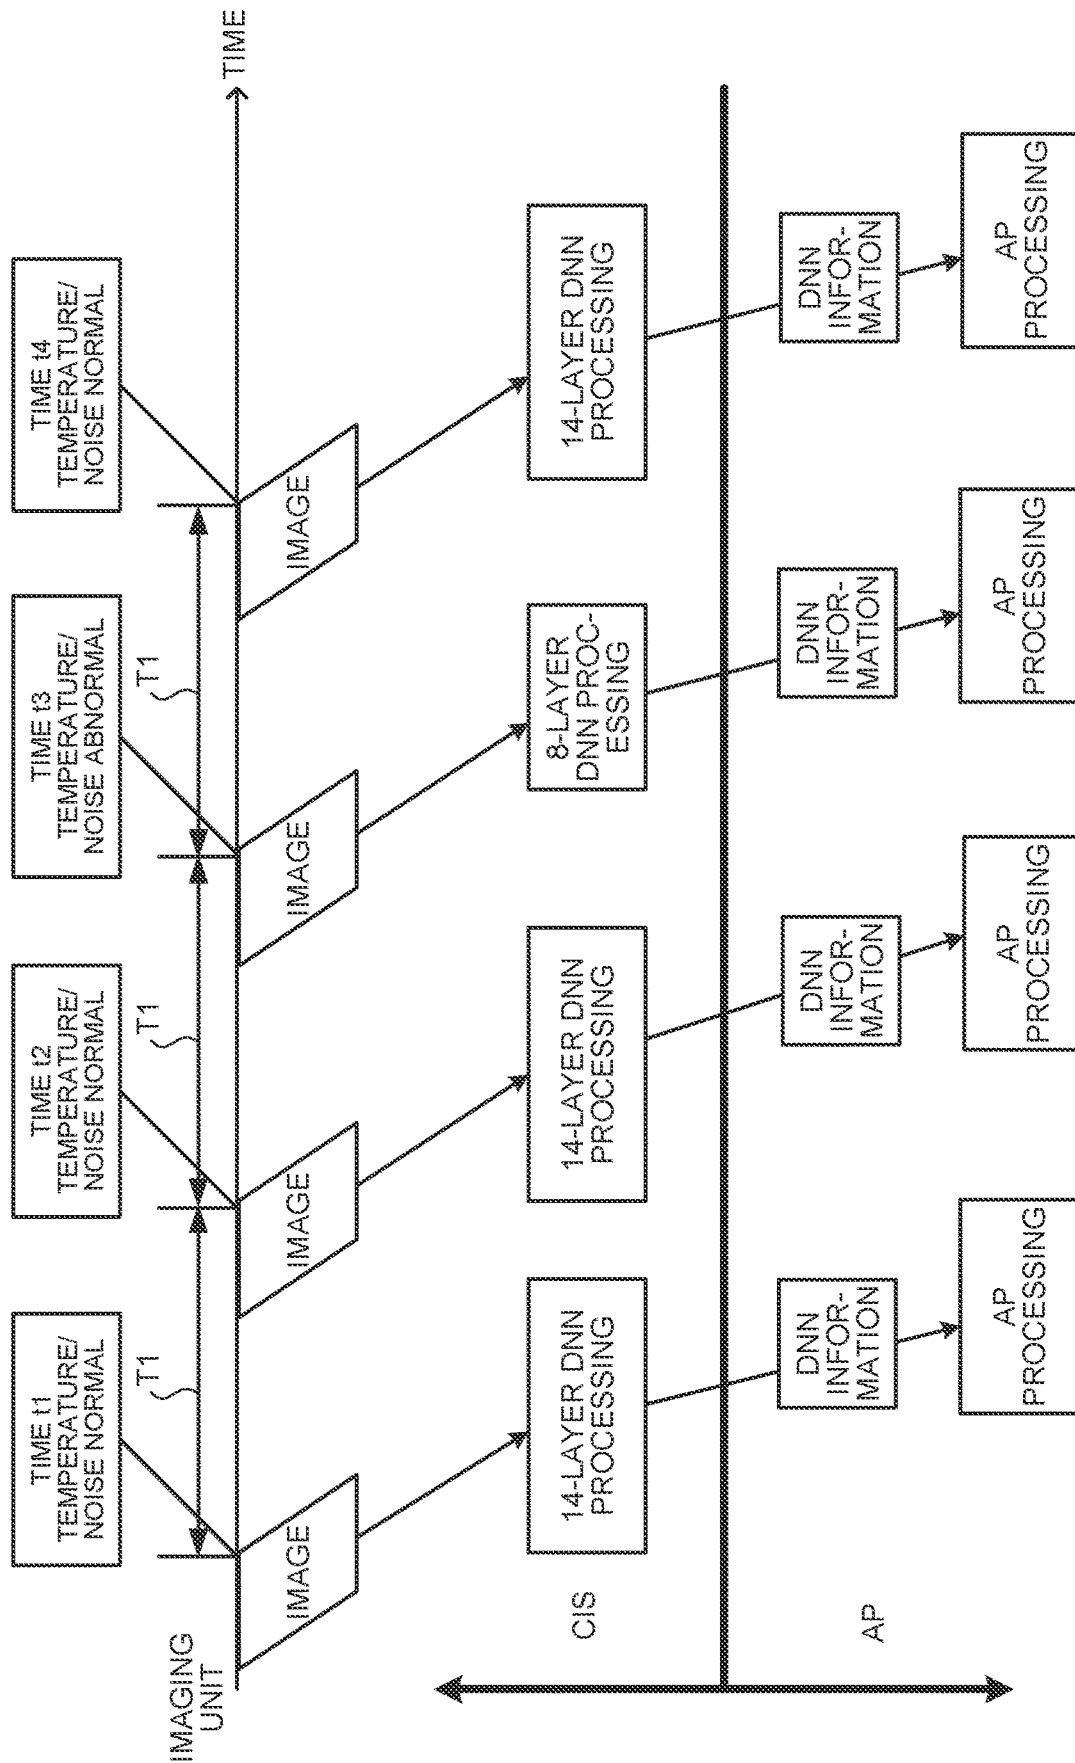 TIME t1
TEMPERATURE/
NOISE NORMAL
TIME t2
TEMPERATURE/
NOISE NORMAL
TIME t3
TEMPERATURE/
NOISE ABNORMAL
TIME t4
TEMPERATURE/
NOISE NORMAL
T1
T1
T1
IMAGING
UNIT
TIME
IMAGE
IMAGE
IMAGE
IMAGE
CIS
14-LAYER DNN
PROCESSING
14-LAYER DNN
PROCESSING
8-LAYER
DNN PROC-
ESSING
14-LAYER DNN
PROCESSING
AP
DNN
INFOR-
MATION
DNN
INFOR-
MATION
DNN
INFOR-
MATION
DNN
INFOR-
MATION
AP
PROCESSING
AP
PROCESSING
AP
PROCESSING
AP
PROCESSING